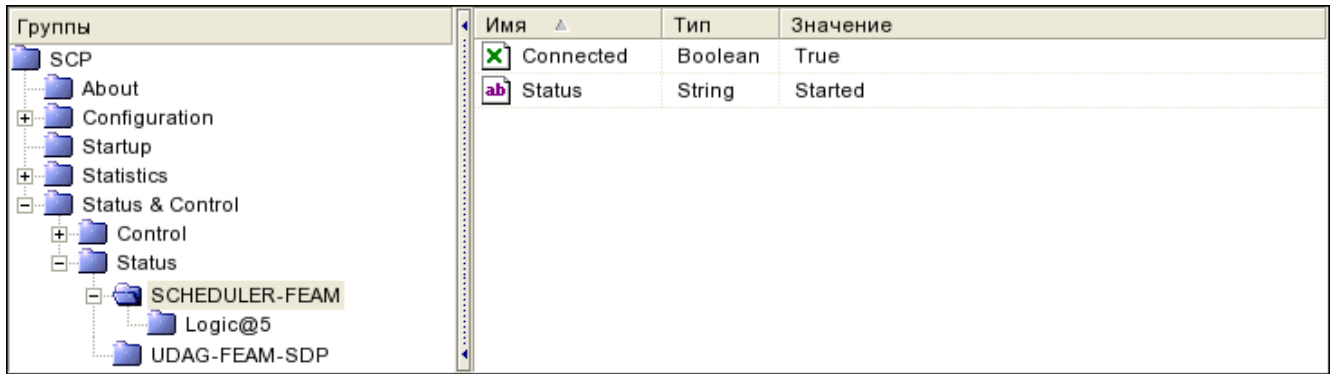 Группы
SCP
About
Configuration
Startup
Statistics
Status & Control
Control
Status
SCHEDULER-FEAM
Logic@5
UDAG-FEAM-SDP
Имя Тип Значение
Connected Boolean True
ab Status String Started